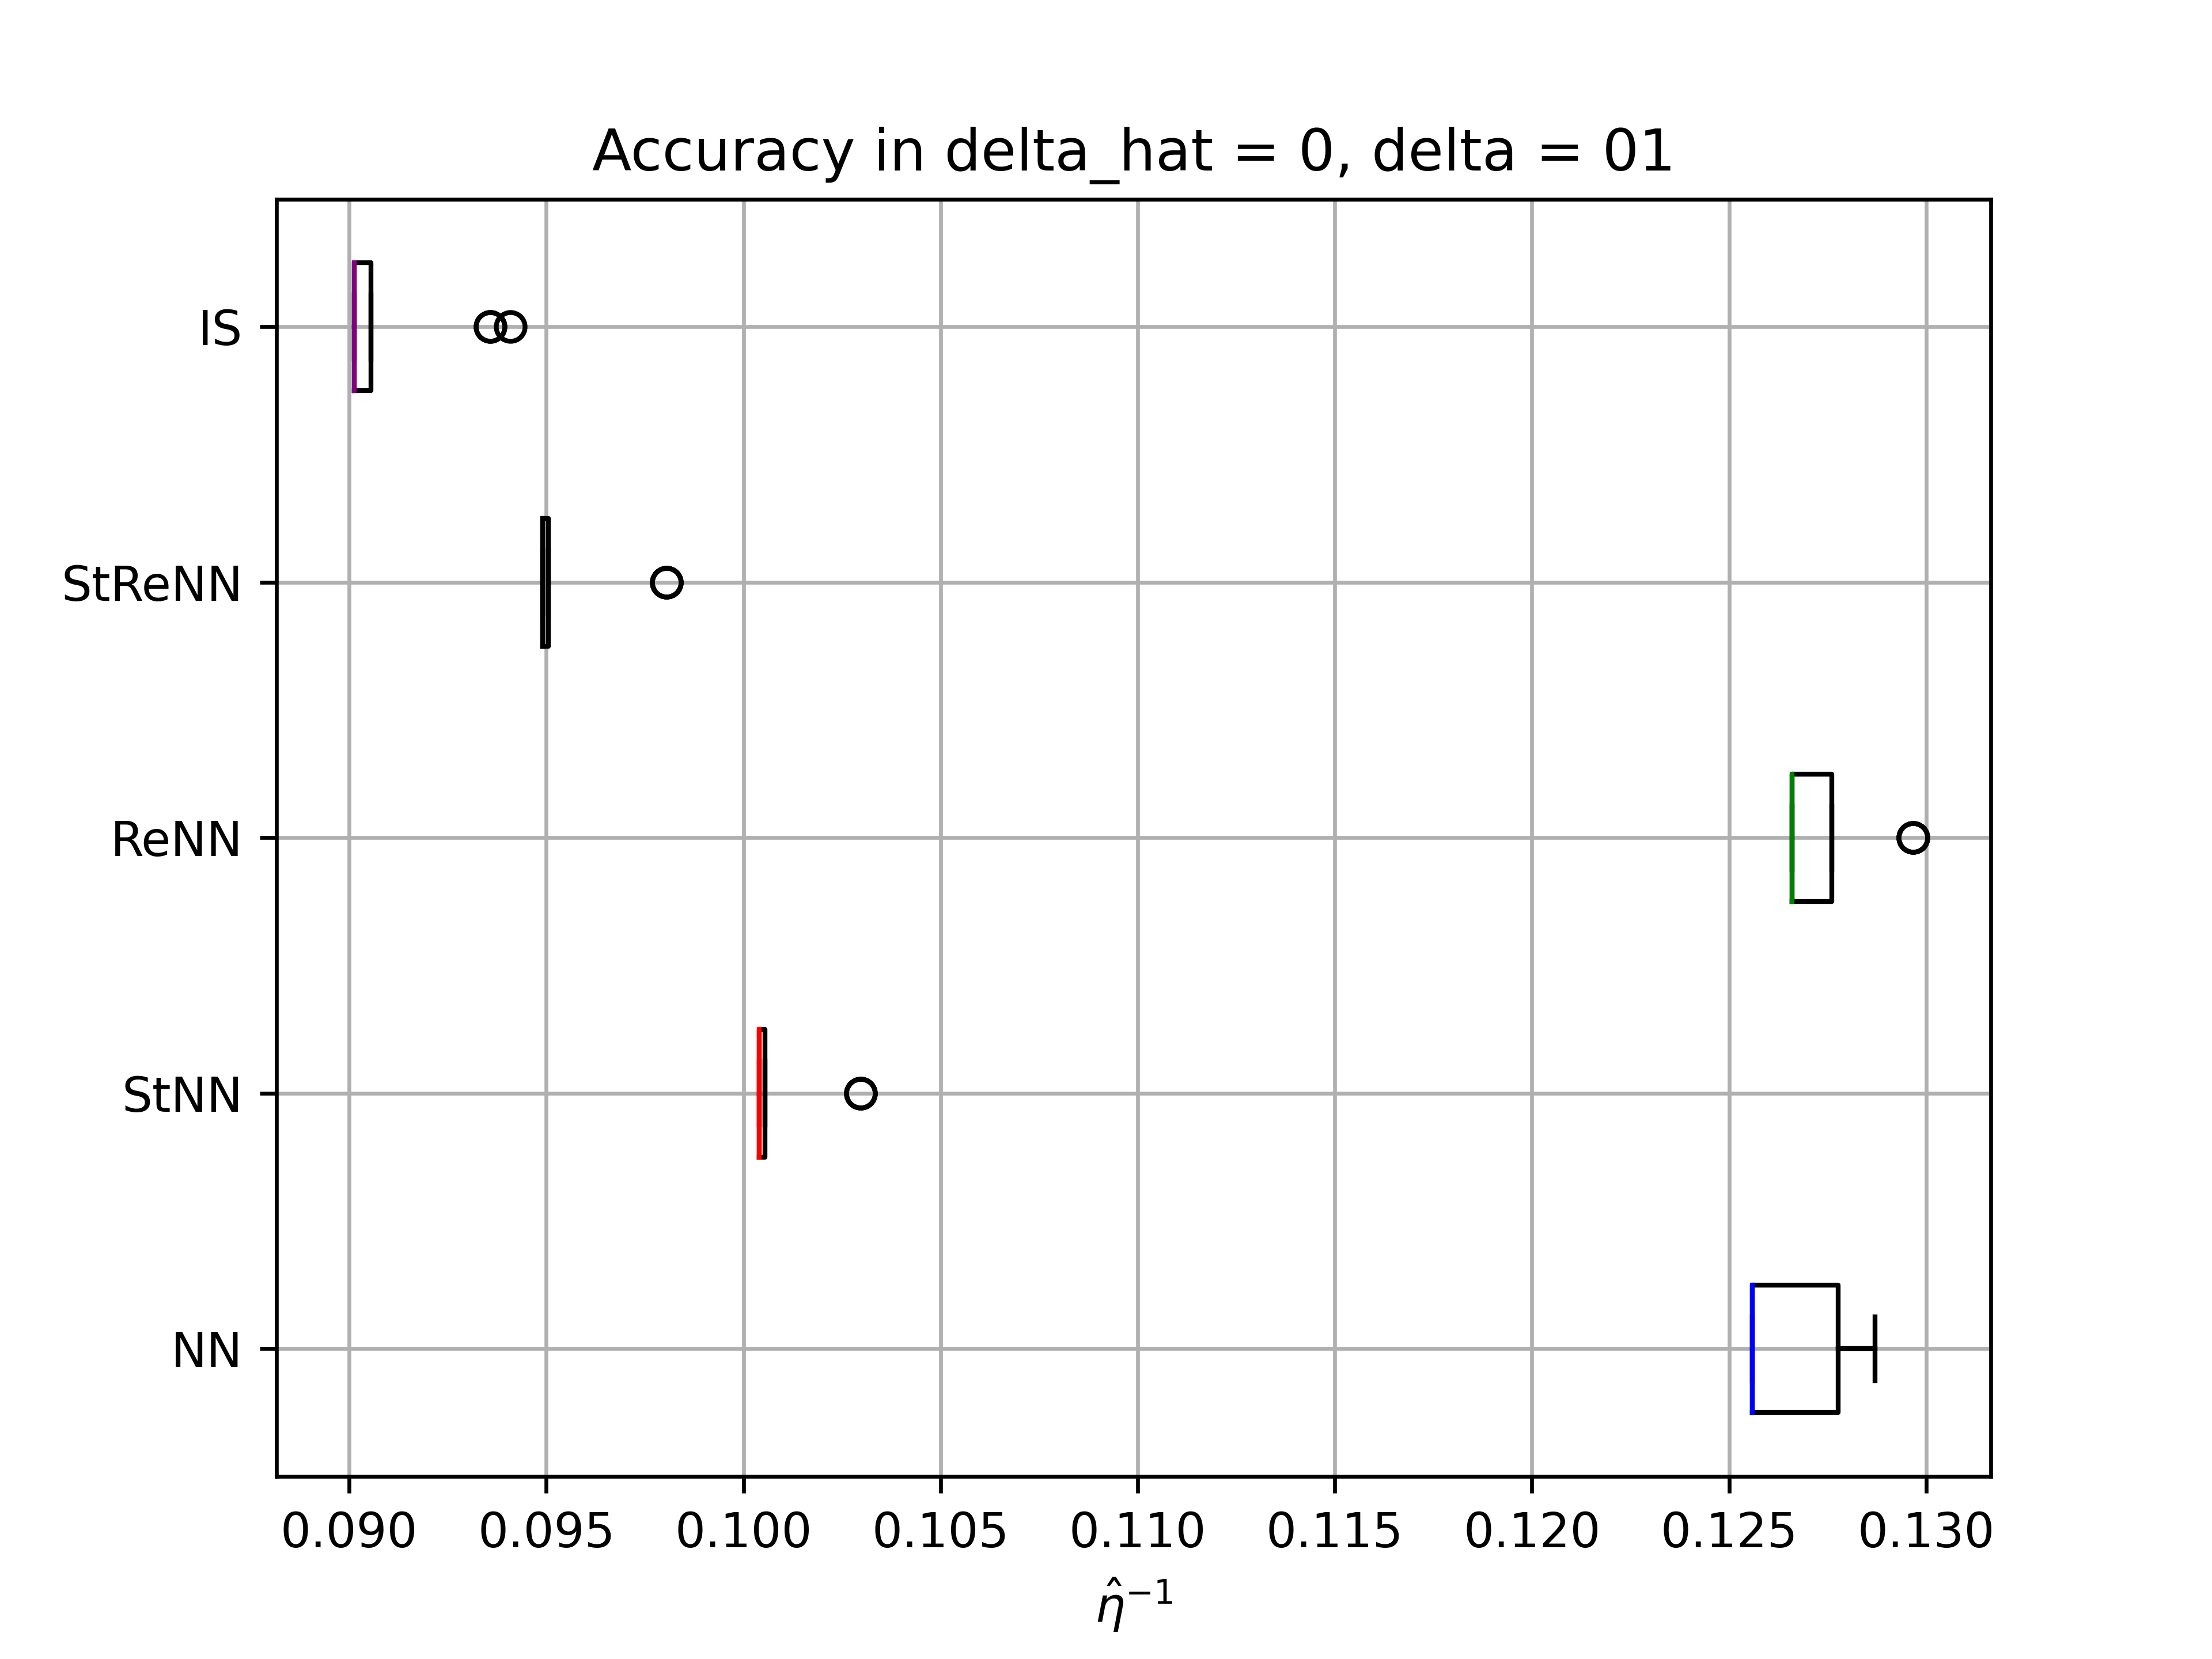 Accuracy in delta_hat = 0, delta = 01
IS
StReNN
ReNN
StNN
NN
0.090 0.095 0.100 0.105 0.110 0.115 0.120 0.125 0.130
η̂⁻¹